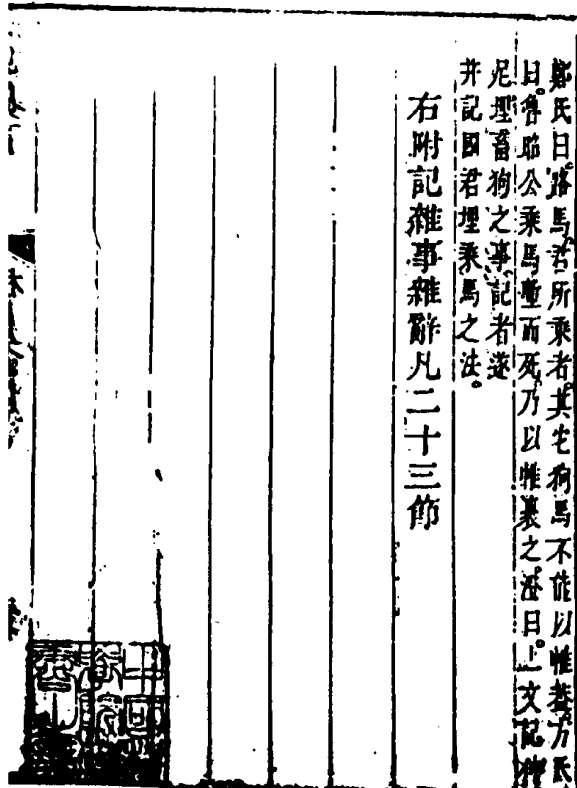 鄭氏曰路馬君所乘者其它狗馬不能以帷蓋方氏
曰魯昭公乘馬塹而死乃以帷裹之澄曰上文記仲
尼埋畜狗之事記者遂
并記國君埋乘馬之法
右附記雜事雜辭凡二十三節